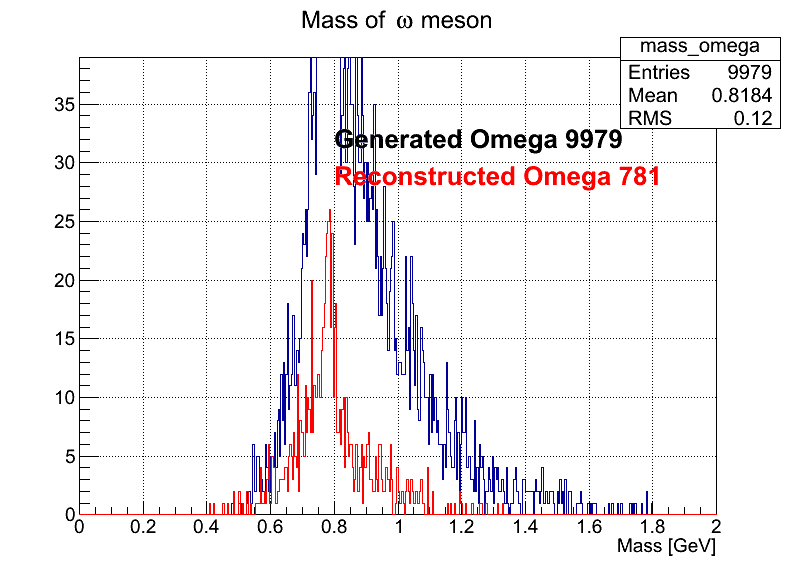 Mass of ω meson
mass_omega
Entries 9979
Mean 0.8184
RMS 0.12
Generated Omega 9979
Reconstructed Omega 781
35
30
25
20
15
10
5
0
0 0.2 0.4 0.6 0.8 1 1.2 1.4 1.6 1.8 2
Mass [GeV]